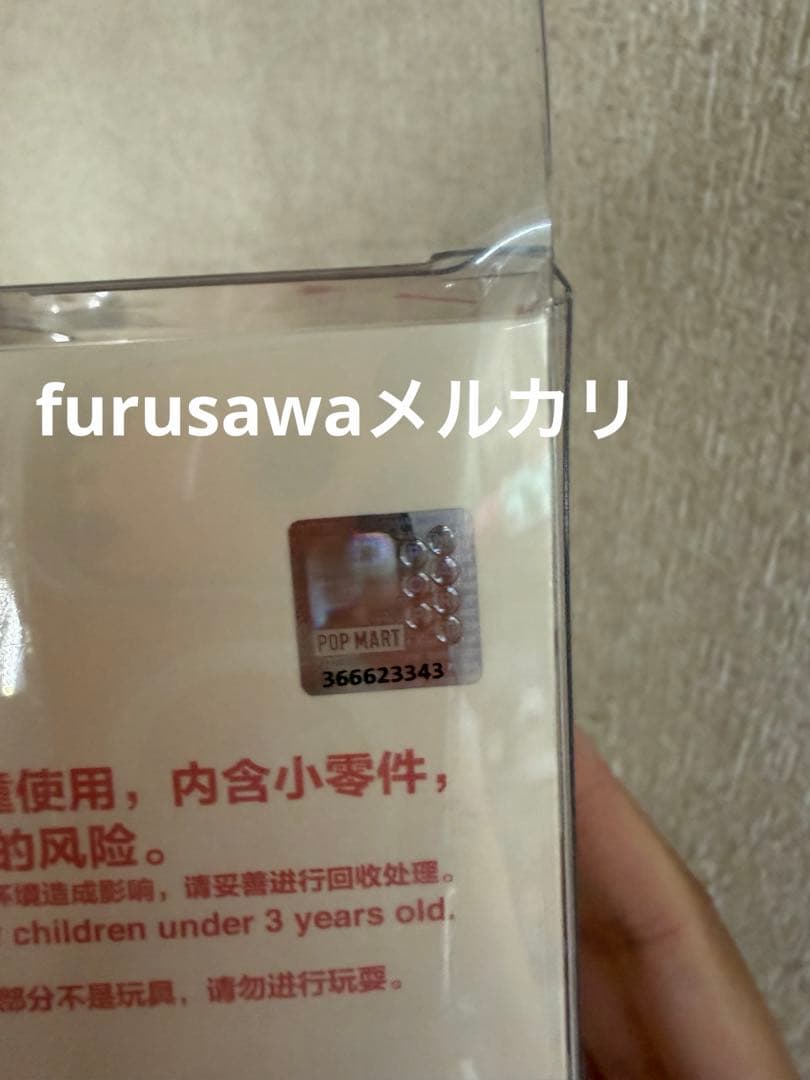 furusawaメルカリ
POP MART
366623343
使用，内含小零件，
的风险。
环境造成影响，请妥善进行回收处理。
children under 3 years old.
部分不是玩具，请勿进行玩耍。